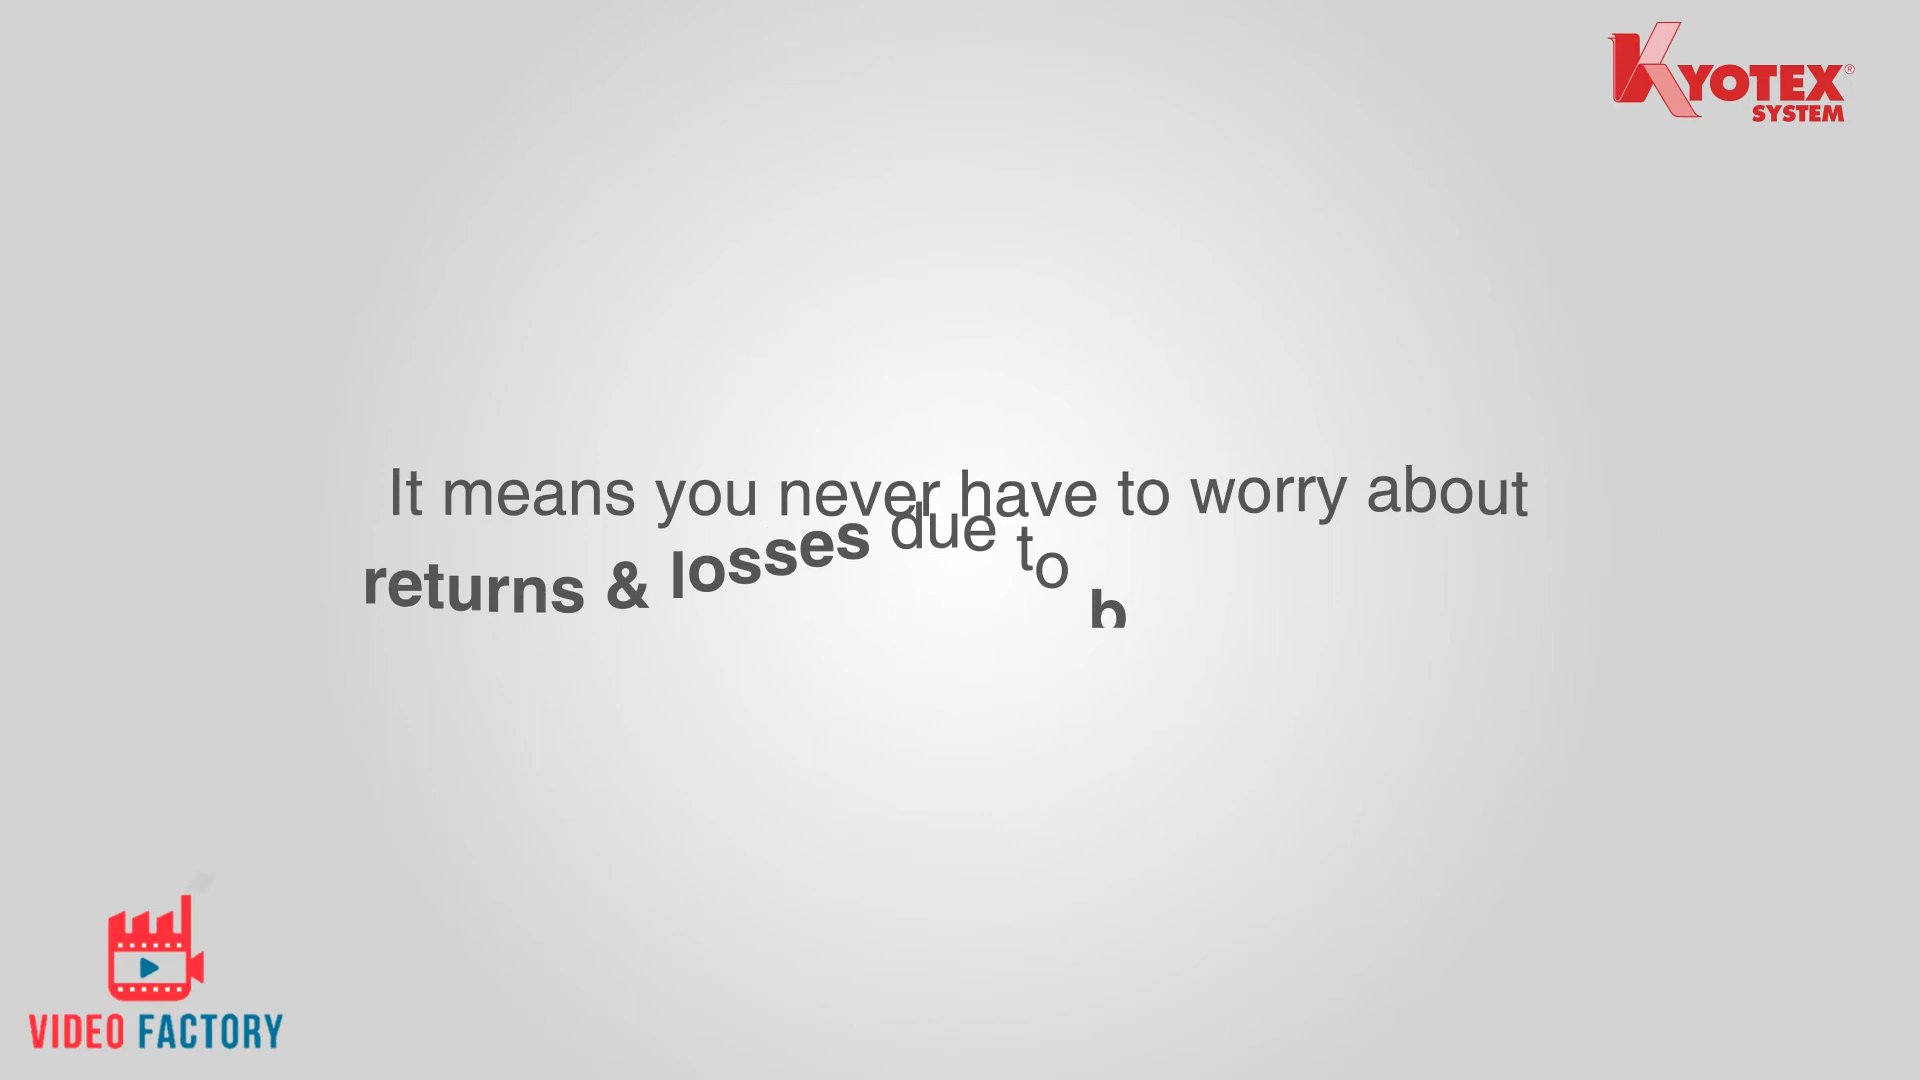 KYOTEX®
SYSTEM
It means you never have to worry about
returns & losses due to b
VIDEO FACTORY